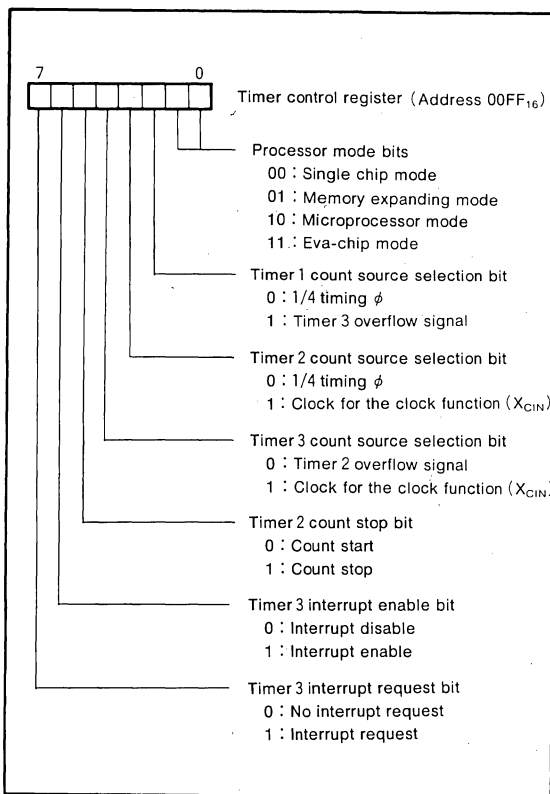 7 0
Timer control register (Address 00FF₁₆)
Processor mode bits
00 : Single chip mode
01 : Memory expanding mode
10 : Microprocessor mode
11 : Eva-chip mode
Timer 1 count source selection bit
0 : 1/4 timing φ
1 : Timer 3 overflow signal
Timer 2 count source selection bit
0 : 1/4 timing φ
1 : Clock for the clock function (X_CIN)
Timer 3 count source selection bit
0 : Timer 2 overflow signal
1 : Clock for the clock function (X_CIN)
Timer 2 count stop bit
0 : Count start
1 : Count stop
Timer 3 interrupt enable bit
0 : Interrupt disable
1 : Interrupt enable
Timer 3 interrupt request bit
0 : No interrupt request
1 : Interrupt request